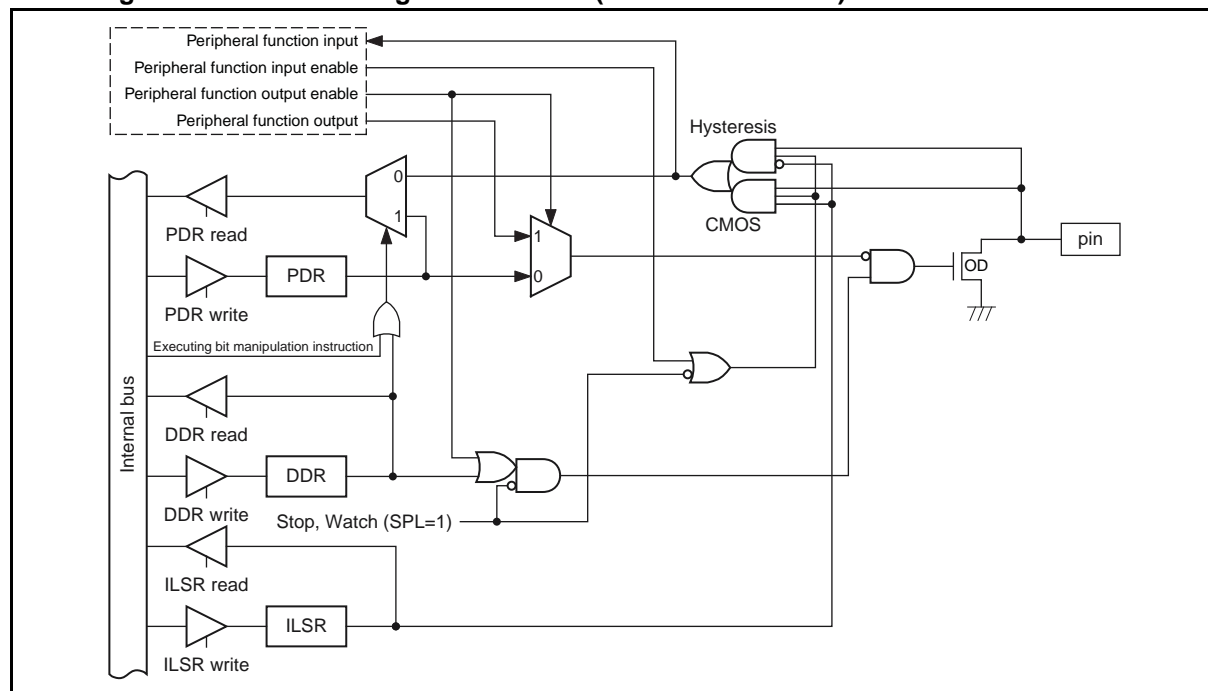 Peripheral function input
Peripheral function input enable
Peripheral function output enable
Peripheral function output
Hysteresis
0
1
CMOS
PDR read
1
pin
OD
PDR
0
PDR write
Executing bit manipulation instruction
Internal bus
DDR read
DDR
DDR write
Stop, Watch (SPL=1)
ILSR read
ILSR
ILSR write